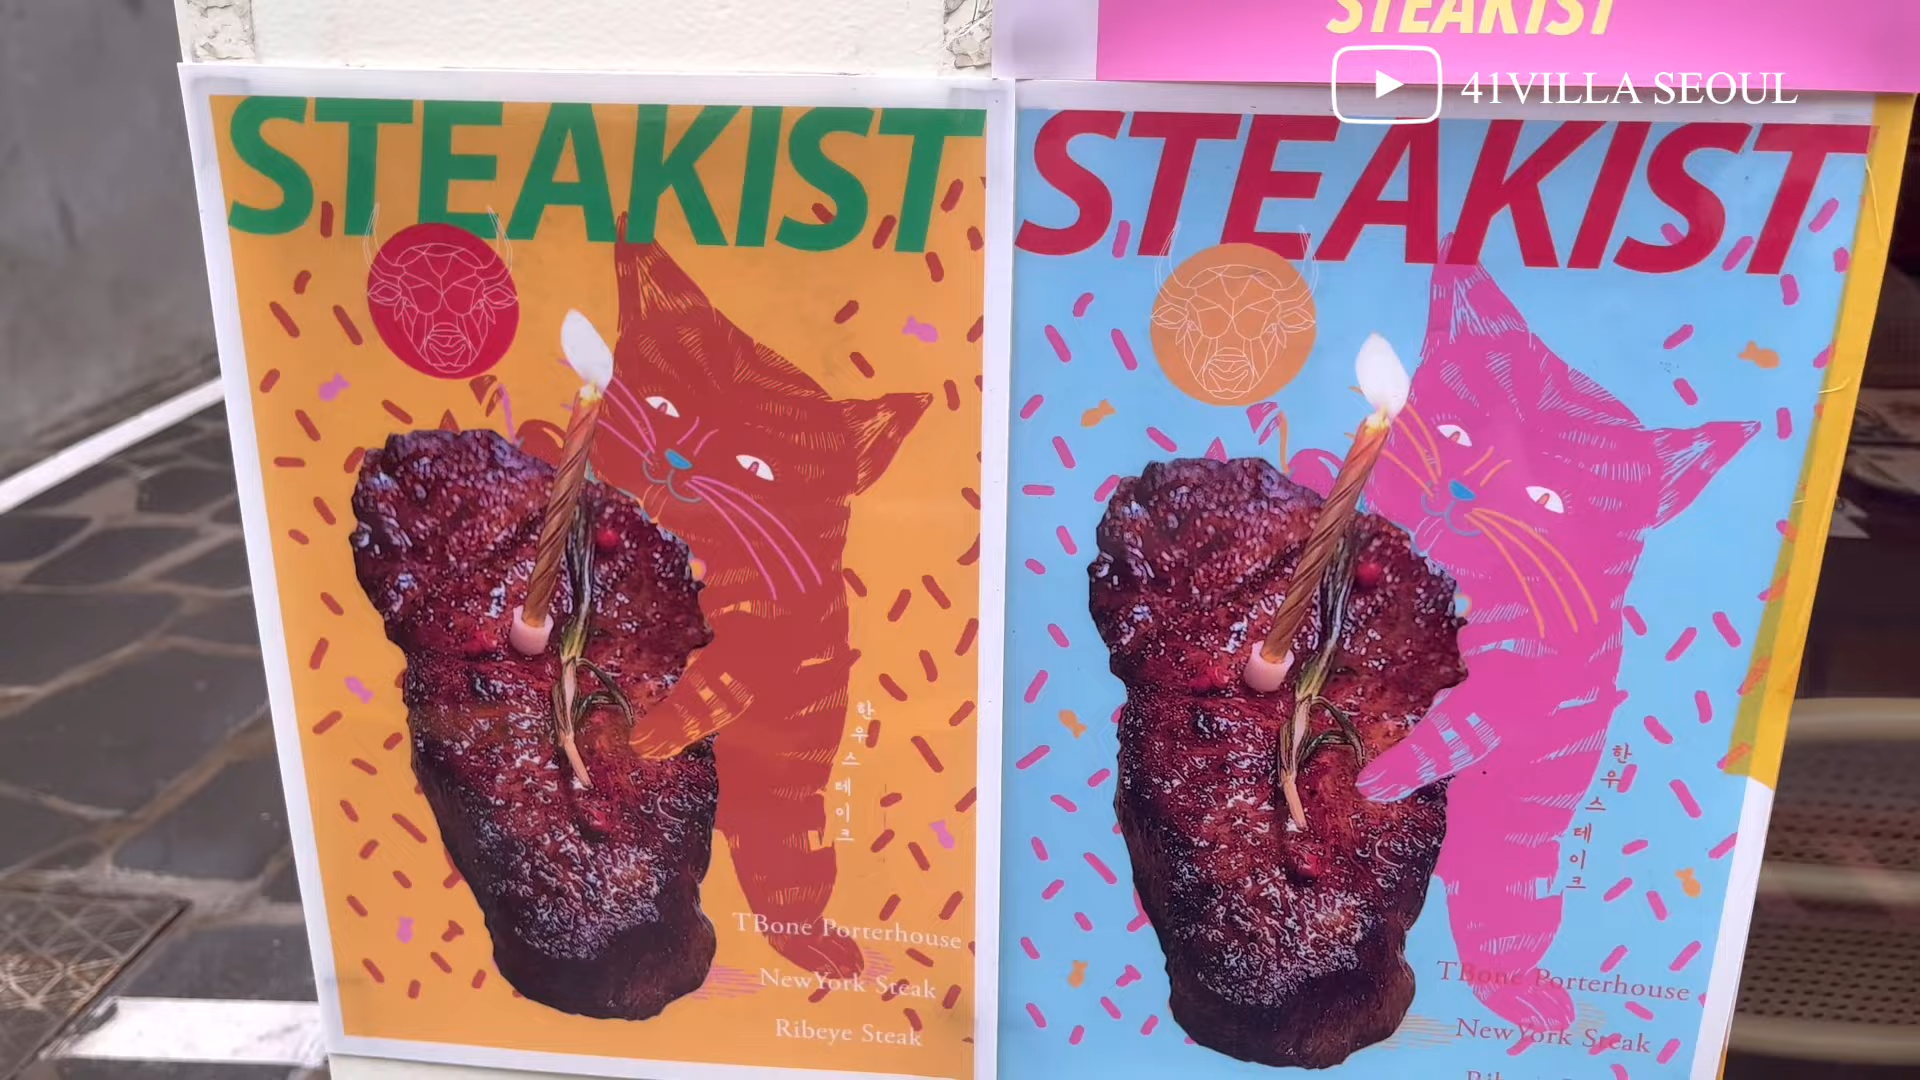 STEAKIST
41VILLA SEOUL
STEAKIST
한우스테이크
TBone Porterhouse
NewYork Steak
Ribeye Steak
STEAKIST
한우스테이크
TBone Porterhouse
NewYork Steak